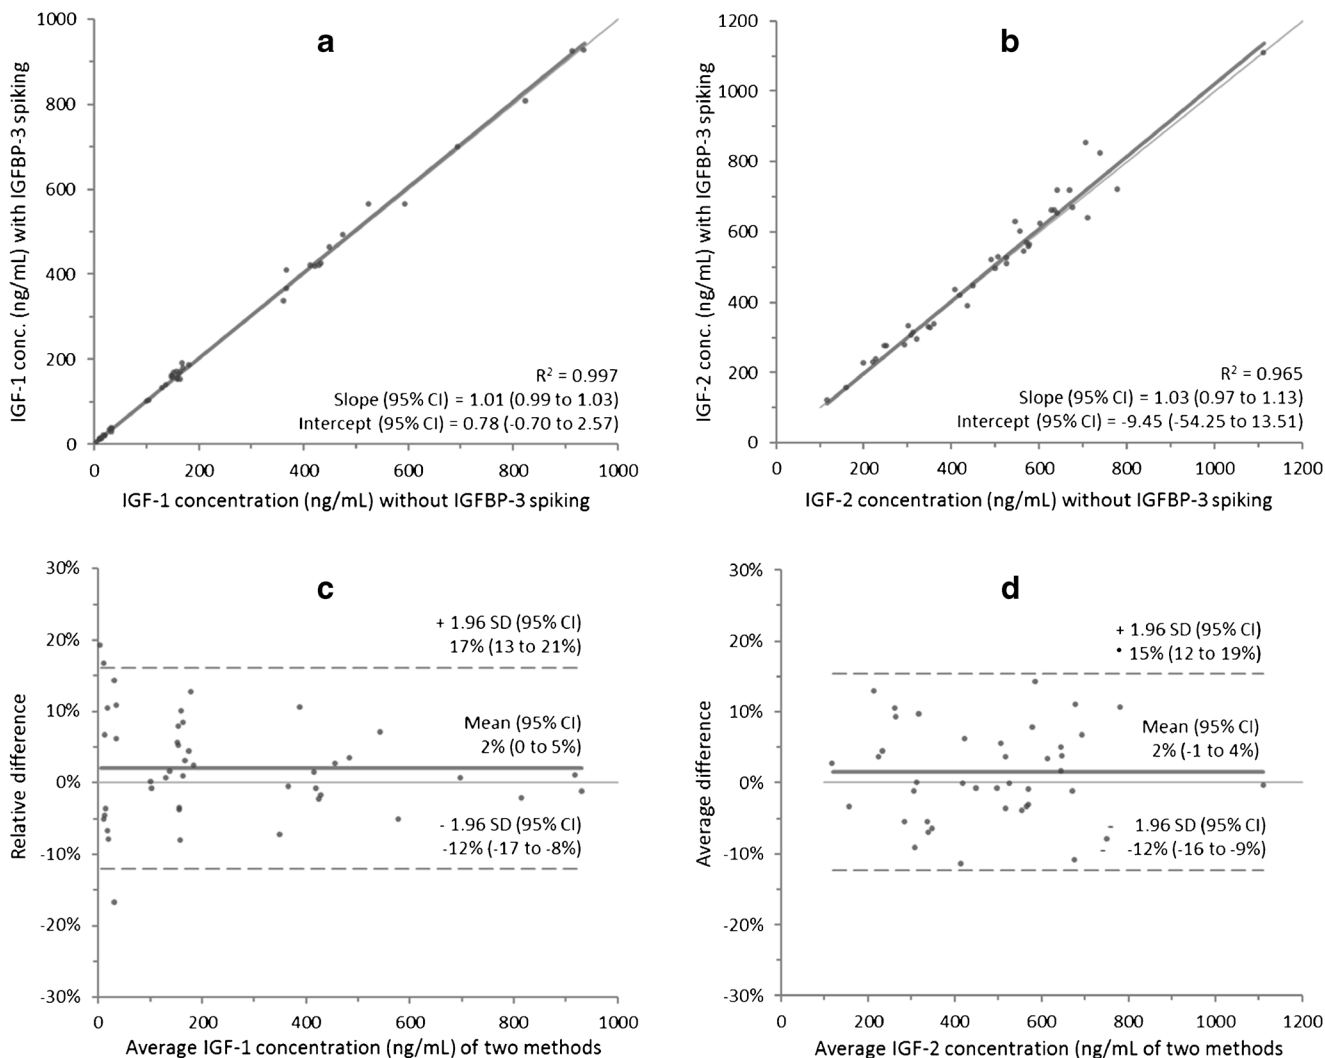 a
IGF-1 conc. (ng/mL) with IGFBP-3 spiking
1000
800
600
400
200
0
R² = 0.997
Slope (95% CI) = 1.01 (0.99 to 1.03)
Intercept (95% CI) = 0.78 (-0.70 to 2.57)
0 200 400 600 800 1000
IGF-1 concentration (ng/mL) without IGFBP-3 spiking
b
IGF-2 conc. (ng/mL) with IGFBP-3 spiking
1200
1000
800
600
400
200
0
R² = 0.965
Slope (95% CI) = 1.03 (0.97 to 1.13)
Intercept (95% CI) = -9.45 (-54.25 to 13.51)
0 200 400 600 800 1000 1200
IGF-2 concentration (ng/mL) without IGFBP-3 spiking
c
Relative difference
30%
20%
10%
0%
-10%
-20%
-30%
+ 1.96 SD (95% CI)
17% (13 to 21%)
Mean (95% CI)
2% (0 to 5%)
- 1.96 SD (95% CI)
-12% (-17 to -8%)
0 200 400 600 800 1000
Average IGF-1 concentration (ng/mL) of two methods
d
Average difference
30%
20%
10%
0%
-10%
-20%
-30%
+ 1.96 SD (95% CI)
15% (12 to 19%)
Mean (95% CI)
2% (-1 to 4%)
- 1.96 SD (95% CI)
- -12% (-16 to -9%)
0 200 400 600 800 1000 1200
Average IGF-2 concentration (ng/mL of two methods